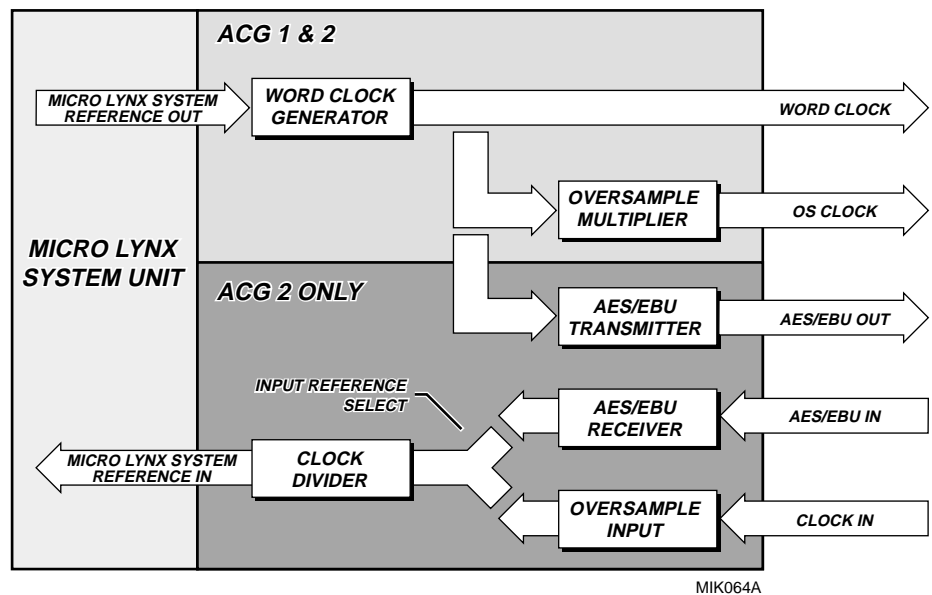 ACG 1 & 2
MICRO LYNX SYSTEM
REFERENCE OUT
WORD CLOCK
GENERATOR
WORD CLOCK
OVERSAMPLE
MULTIPLIER
OS CLOCK
MICRO LYNX
SYSTEM UNIT
ACG 2 ONLY
AES/EBU
TRANSMITTER
AES/EBU OUT
INPUT REFERENCE
SELECT
AES/EBU
RECEIVER
AES/EBU IN
MICRO LYNX SYSTEM
REFERENCE IN
CLOCK
DIVIDER
OVERSAMPLE
INPUT
CLOCK IN
MIK064A